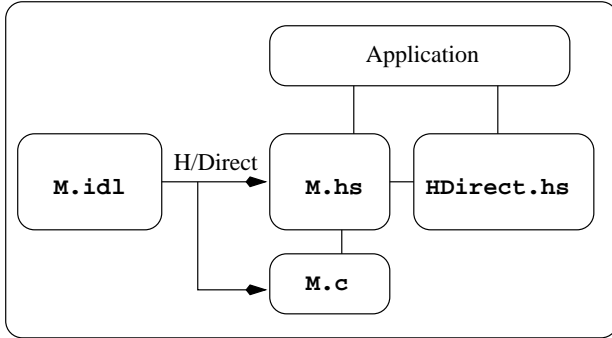 Application
H/Direct
M.idl
M.hs
HDirect.hs
M.c